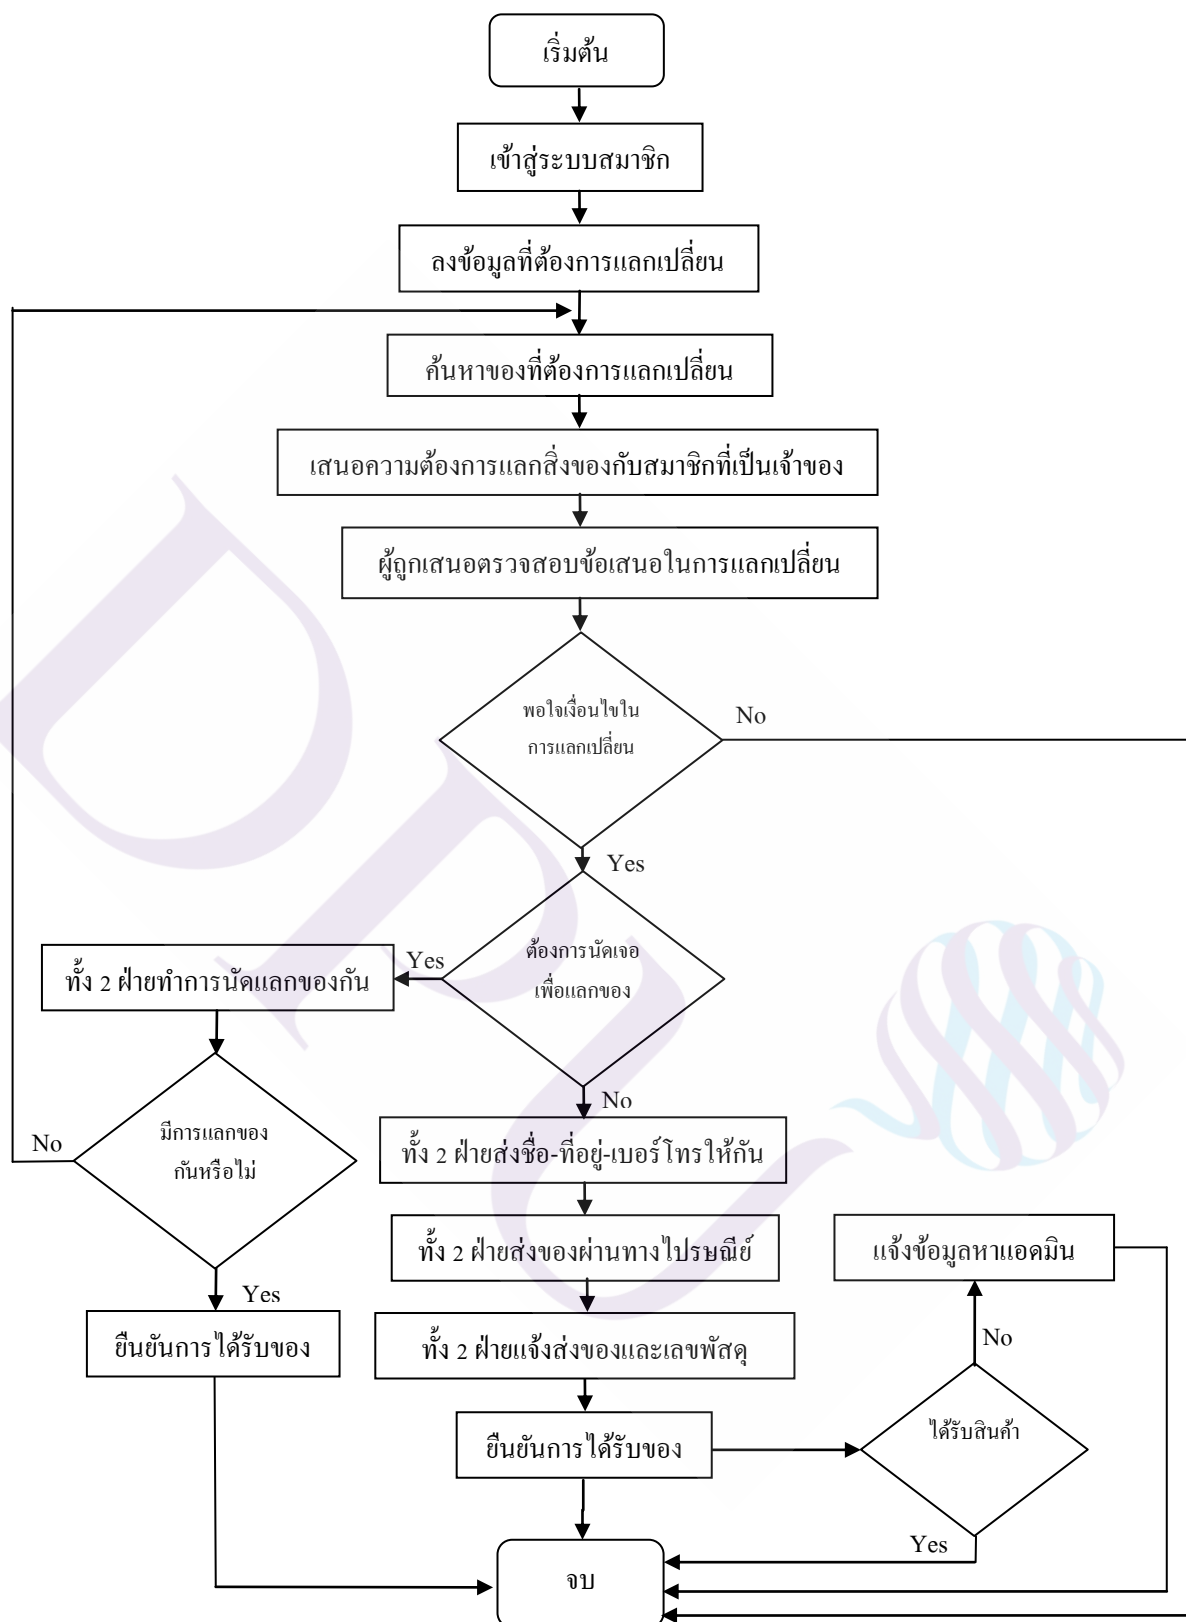 เริ่มต้น
เข้าสู่ระบบสมาชิก
ลงข้อมูลที่ต้องการแลกเปลี่ยน
ค้นหาของที่ต้องการแลกเปลี่ยน
เสนอความต้องการแลกสิ่งของกับสมาชิกที่เป็นเจ้าของ
ผู้ถูกเสนอตรวจสอบข้อเสนอในการแลกเปลี่ยน
พอใจเงื่อนไขใน
การแลกเปลี่ยน
No
Yes
ต้องการนัดเจอ
เพื่อแลกของ
Yes
ทั้ง 2 ฝ่ายทำการนัดแลกของกัน
No
มีการแลกของ
กันหรือไม่
No
Yes
ยืนยันการได้รับของ
ทั้ง 2 ฝ่ายส่งชื่อ-ที่อยู่-เบอร์โทรให้กัน
ทั้ง 2 ฝ่ายส่งของผ่านทางไปรษณีย์
ทั้ง 2 ฝ่ายแจ้งส่งของและเลขพัสดุ
ยืนยันการได้รับของ
แจ้งข้อมูลหาแอดมิน
No
ได้รับสินค้า
Yes
จบ
DPU